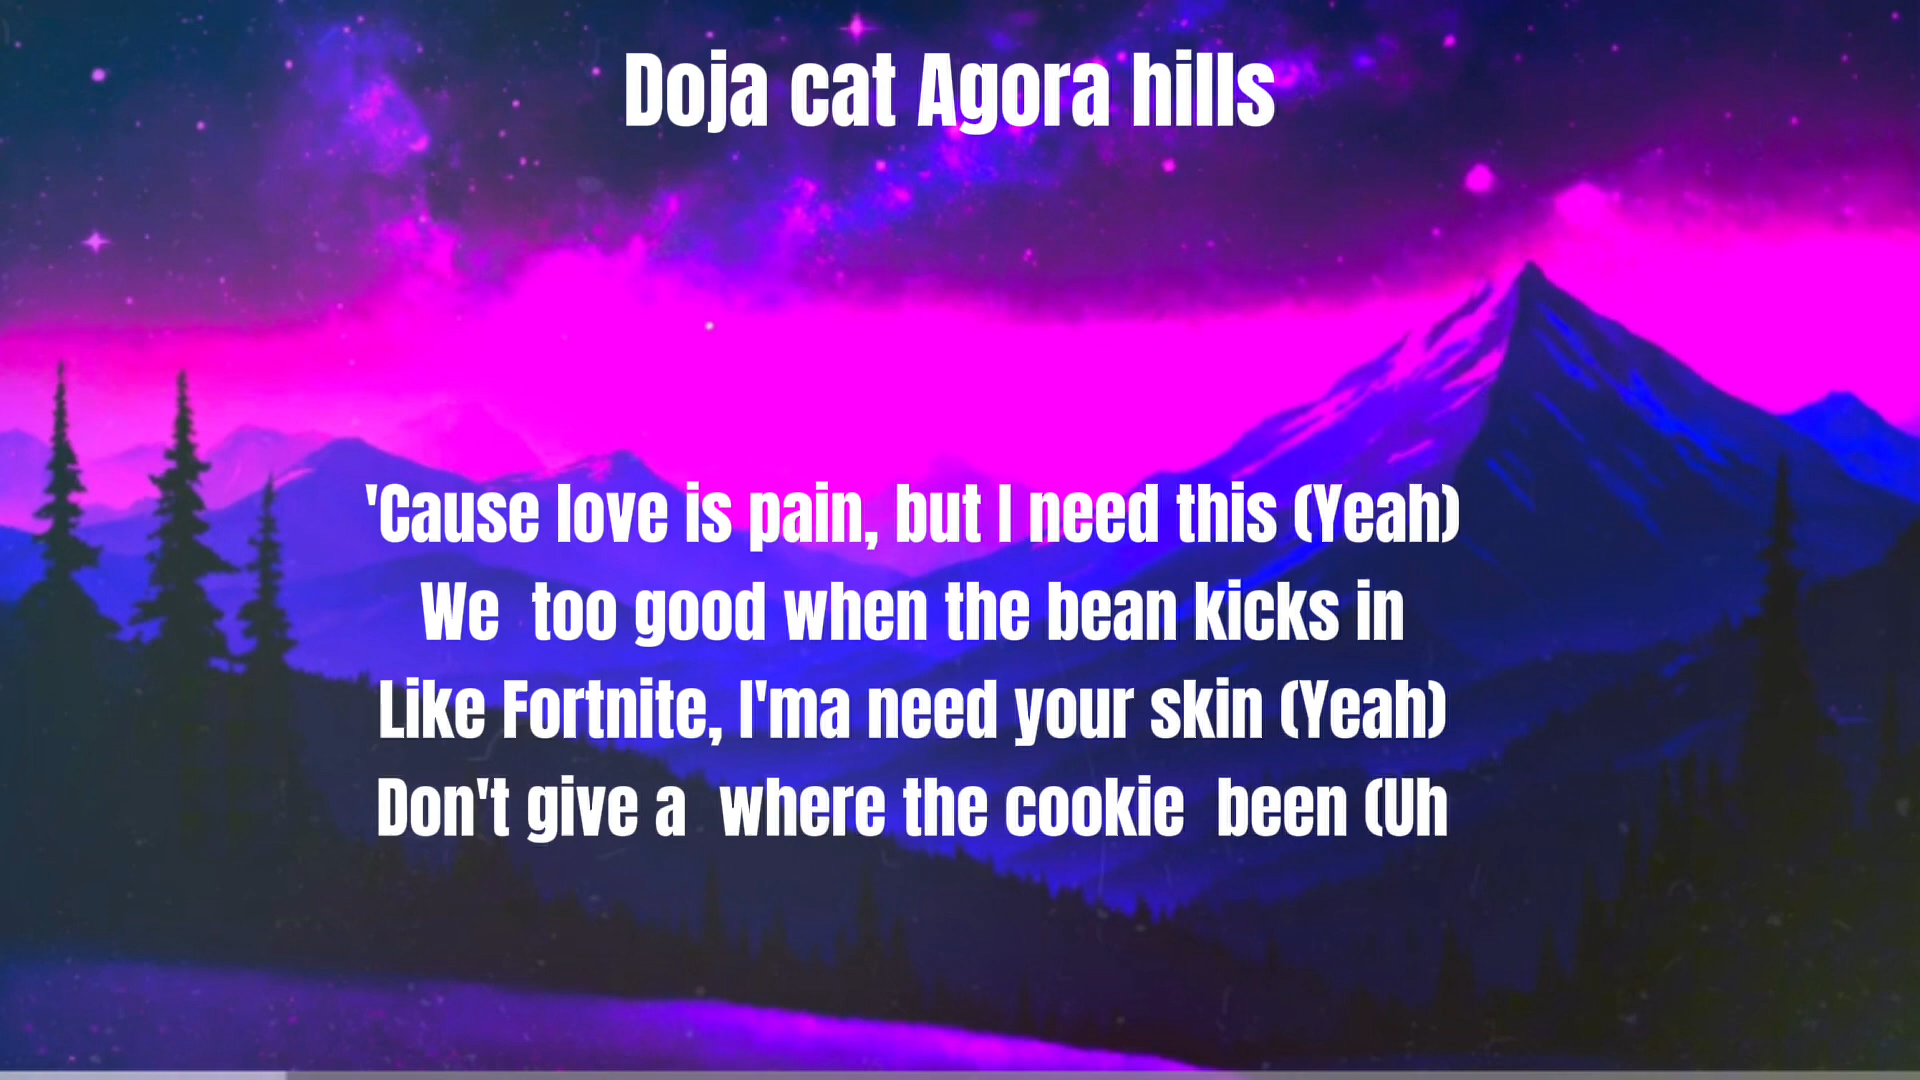 Doja cat Agora hills
'Cause love is pain, but I need this (Yeah)
We  too good when the bean kicks in
Like Fortnite, I'ma need your skin (Yeah)
Don't give a  where the cookie  been (Uh